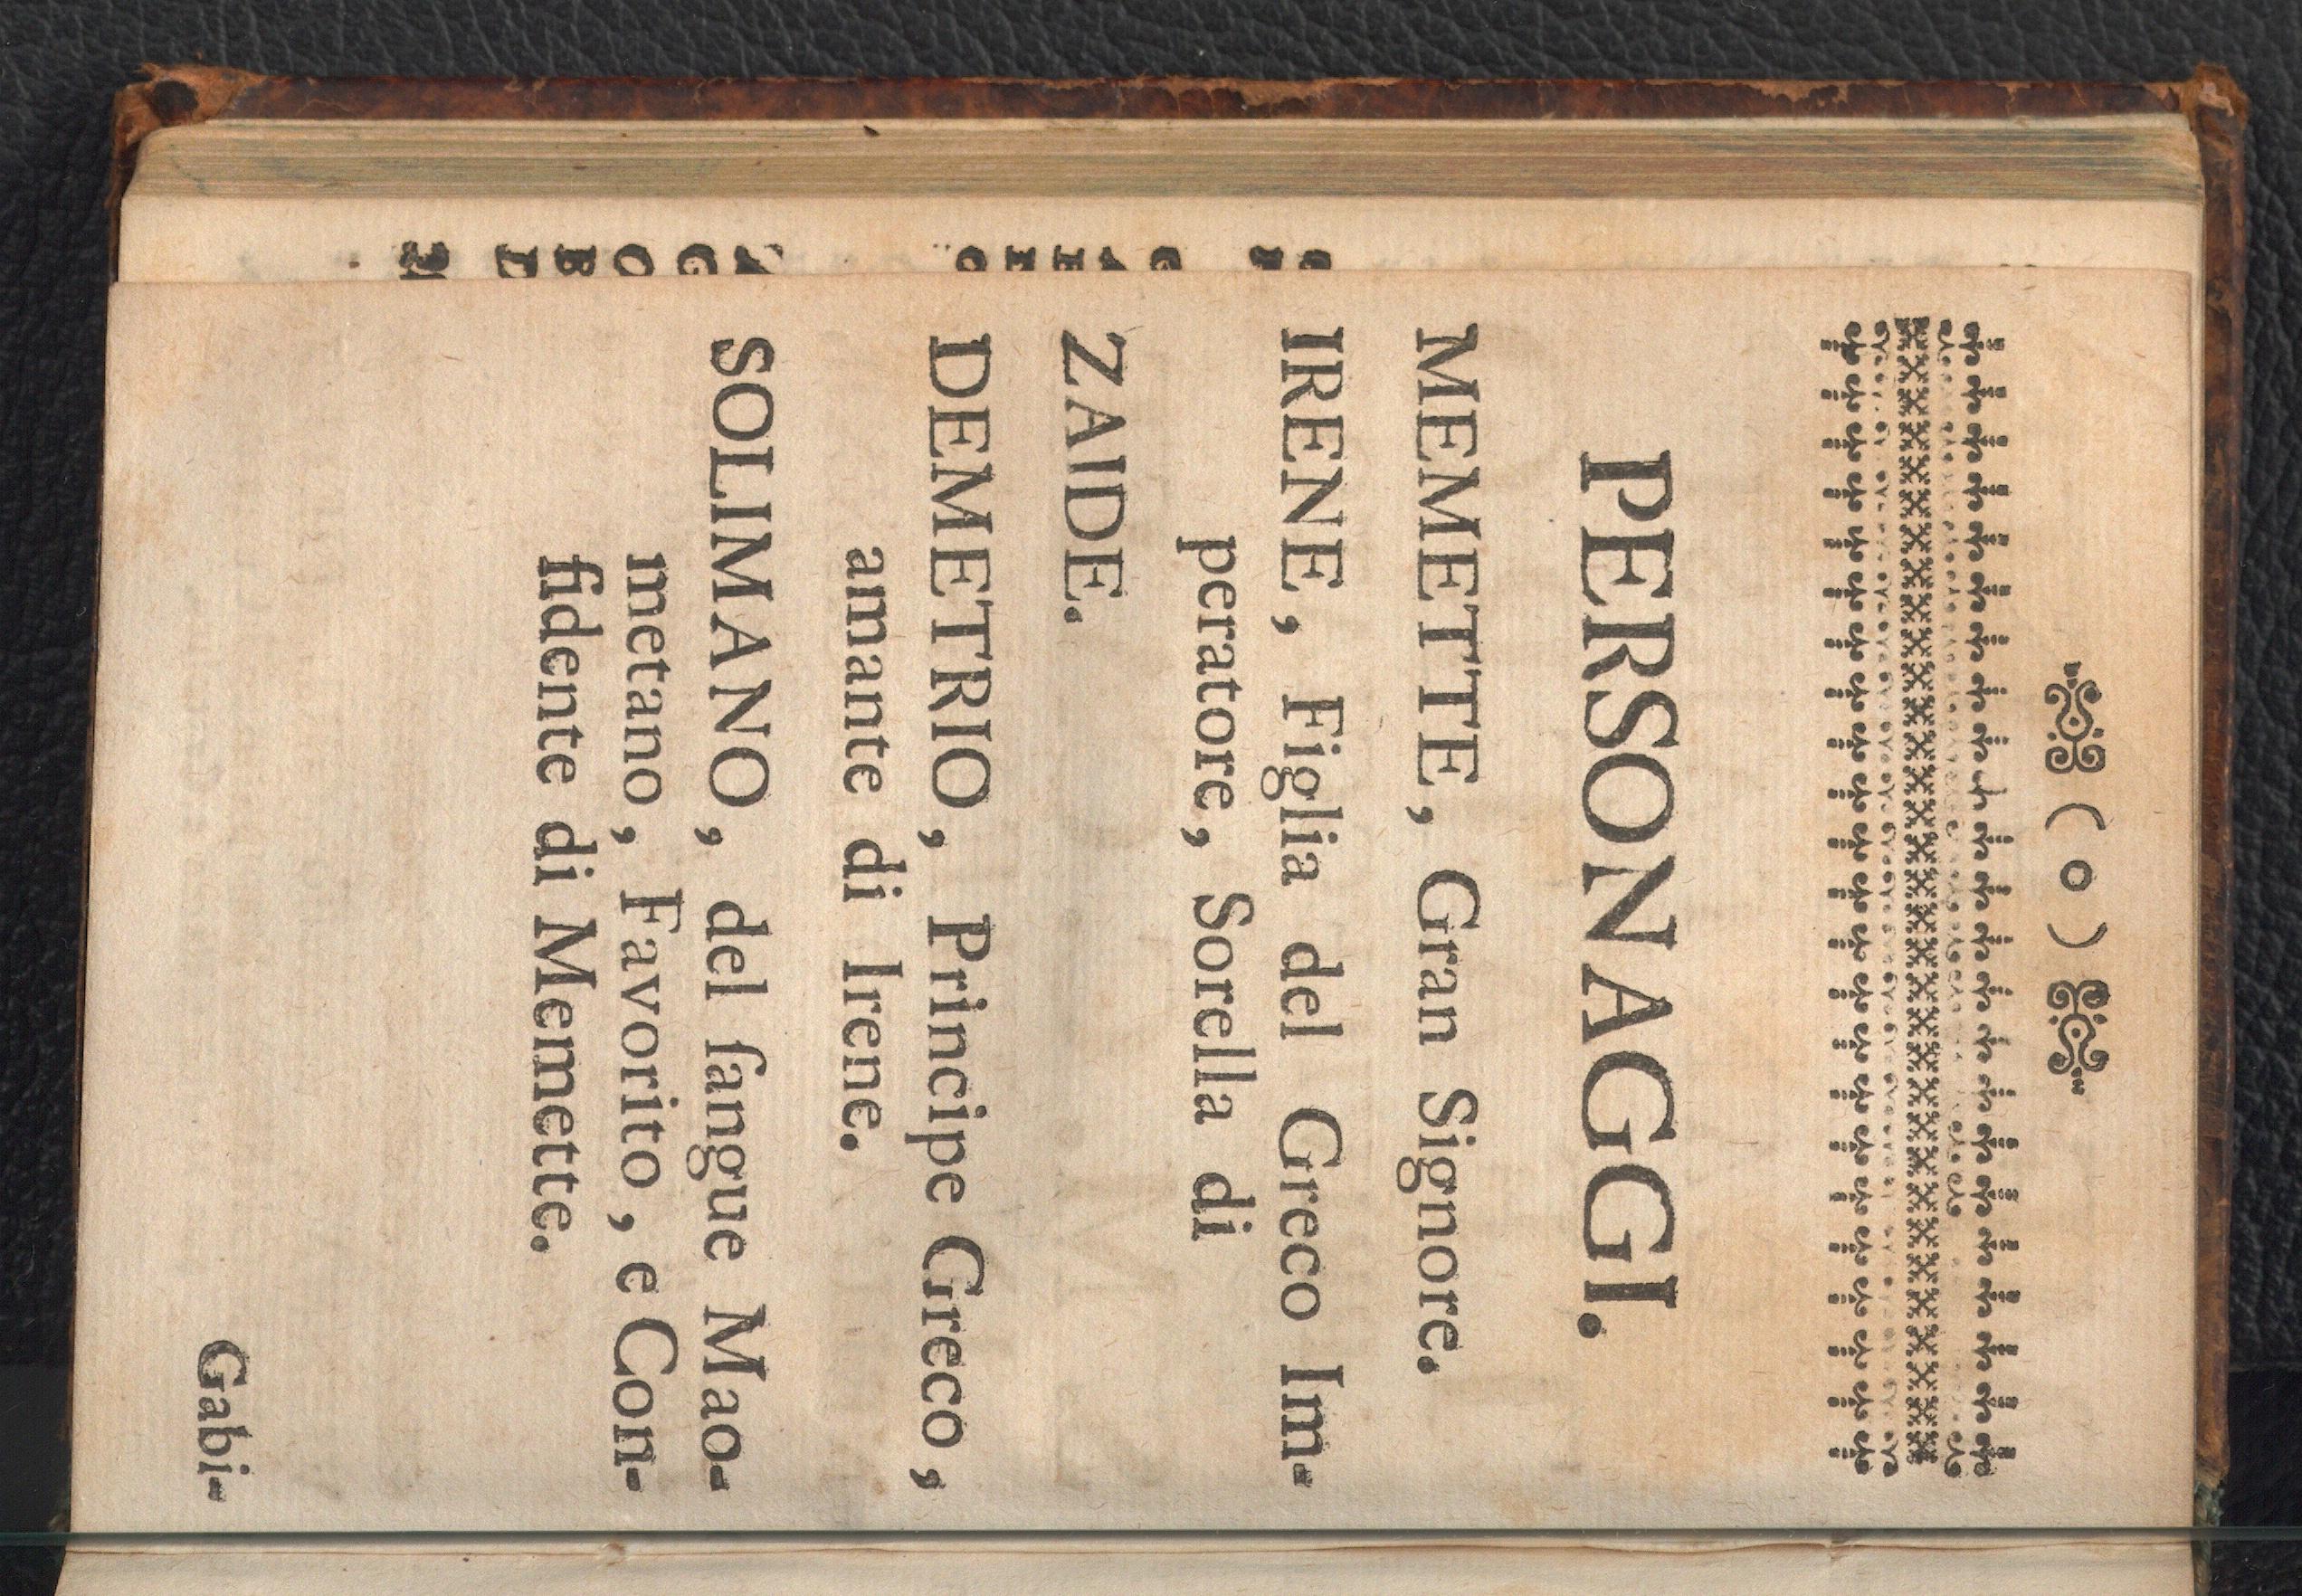 ( o )
PERSONAGGI.
MEMETTE, Gran Signore.
IRENE, Figlia del Greco Im-
peratore, Sorella di
ZAIDE.
DEMETRIO, Principe Greco,
amante di Irene.
SOLIMANO, del ſangue Mao-
metano, Favorito, e Con-
fidente di Memette.
Gabi-